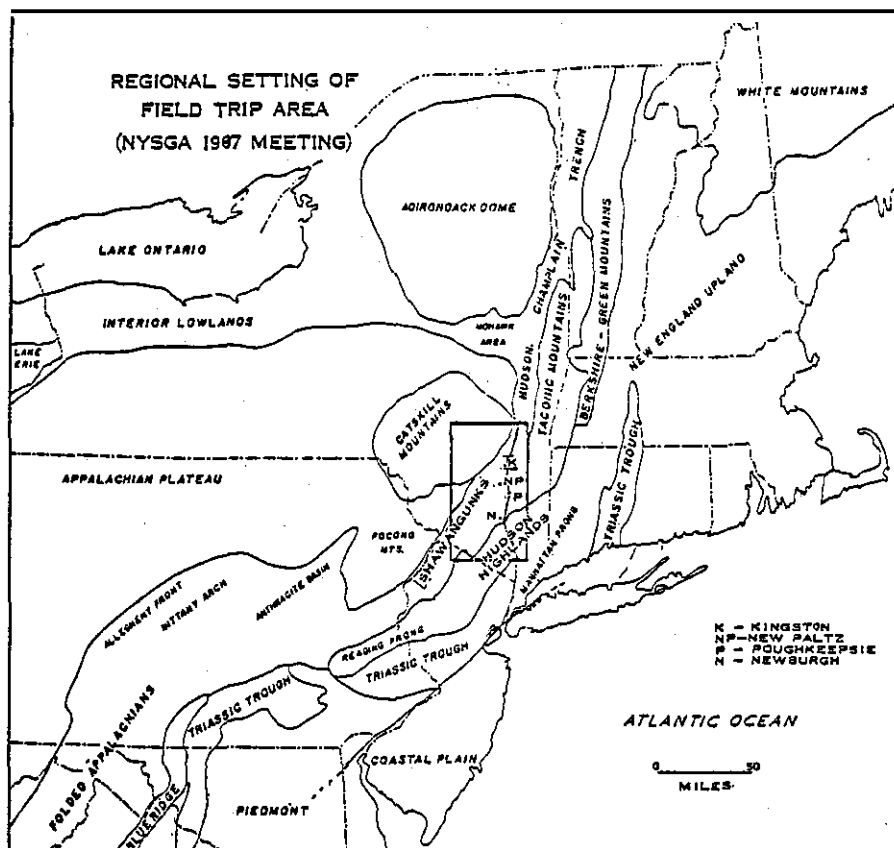 REGIONAL SETTING OF
FIELD TRIP AREA
(NYSGA 1987 MEETING)
WHITE MOUNTAINS
TRENCH
ADIRONDACK DOME
LAKE ONTARIO
CHAMPLAIN
INTERIOR LOWLANDS
MOHAWK
AREA
LAKE
ERIE
HUDSON
TACONIC MOUNTAINS
BERKSHIRE - GREEN MOUNTAINS
NEW ENGLAND UPLAND
CATSKILL
MOUNTAINS
APPALACHIAN PLATEAU
K
NP
P
N
TRIASSIC TROUGH
POCONO
MTS.
SHAWANGUNKS
HUDSON
HIGHLANDS
MANHATTAN PRONG
ALLEGHENY FRONT
NITTANY ARCH
ANTHRACITE BASIN
READING PRONG
TRIASSIC TROUGH
TRIASSIC TROUGH
K - KINGSTON
NP-NEW PALTZ
P - POUGHKEEPSIE
N - NEWBURGH
ATLANTIC OCEAN
FOLDED APPALACHIANS
COASTAL PLAIN
0 50
MILES
PIEDMONT
BLUE RIDGE